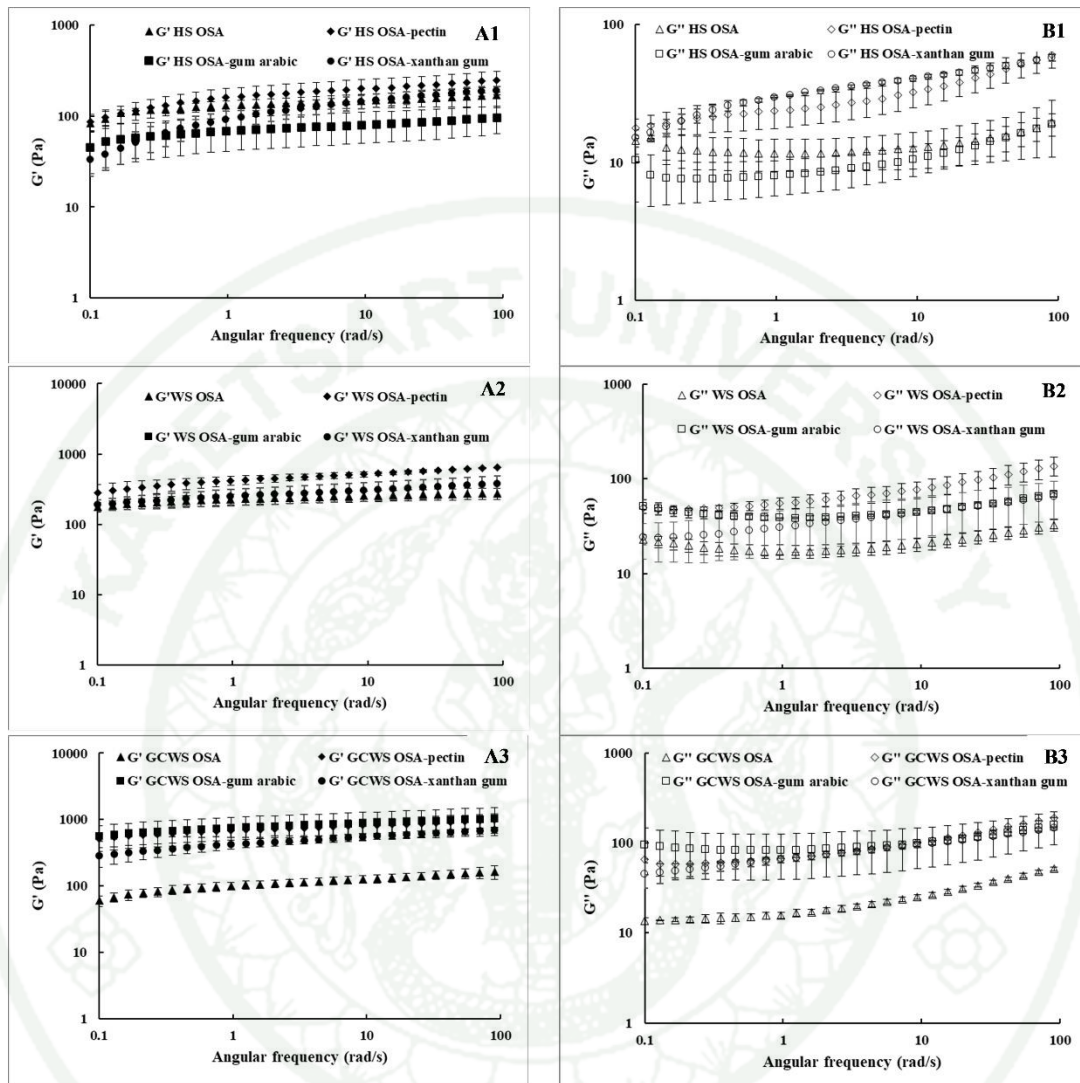 G' HS OSA
G' HS OSA-pectin
A1
G' HS OSA-gum arabic
G' HS OSA-xanthan gum
1000
100
10
1
G' (Pa)
0.1 1 10 100
Angular frequency (rad/s)
G'' HS OSA
G'' HS OSA-pectin
B1
G'' HS OSA-gum arabic
G'' HS OSA-xanthan gum
100
10
1
G'' (Pa)
0.1 1 10 100
Angular frequency (rad/s)
G'WS OSA
G' WS OSA-pectin
A2
G' WS OSA-gum arabic
G' WS OSA-xanthan gum
10000
1000
100
10
1
G' (Pa)
0.1 1 10 100
Angular frequency (rad/s)
G'' WS OSA
G'' WS OSA-pectin
B2
G'' WS OSA-gum arabic
G'' WS OSA-xanthan gum
1000
100
10
1
G'' (Pa)
0.1 1 10 100
Angular frequency (rad/s)
G' GCWS OSA
G' GCWS OSA-pectin
A3
G' GCWS OSA-gum arabic
G' GCWS OSA-xanthan gum
10000
1000
100
10
1
G' (Pa)
0.1 1 10 100
Angular frequency (rad/s)
G'' GCWS OSA
G'' GCWS OSA-pectin
B3
G'' GCWS OSA-gum arabic
G'' GCWS OSA-xanthan gum
1000
100
10
1
G'' (Pa)
0.1 1 10 100
Angular frequency (rad/s)
KASETSART UNIVERSITY